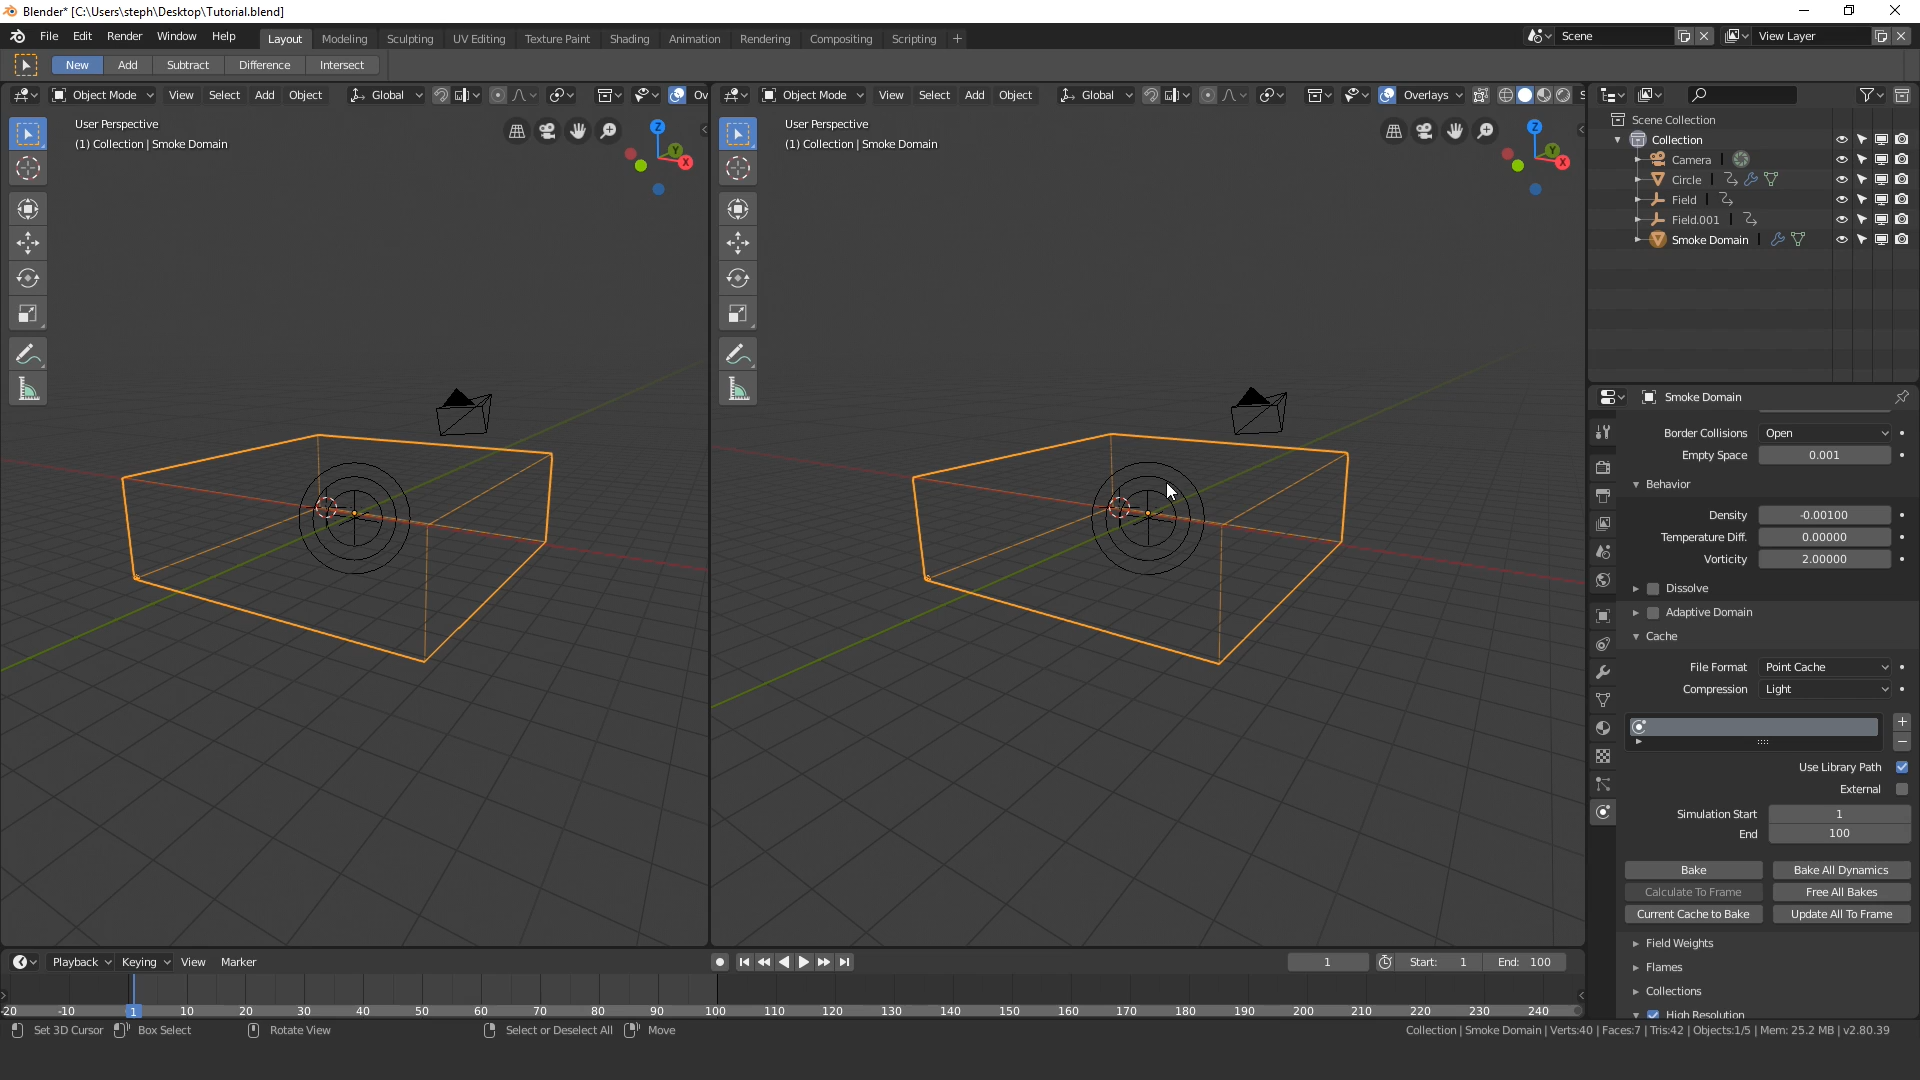 Blender* [C:\Users\steph\Desktop\Tutorial.blend]
File Edit Render Window Help Layout Modeling Sculpting UV Editing Texture Paint Shading Animation Rendering Compositing Scripting + Scene View Layer
New Add Subtract Difference Intersect
Object Mode View Select Add Object Global Ov
Object Mode View Select Add Object Global Overlays S
User Perspective
(1) Collection | Smoke Domain
Z
Y
X
User Perspective
(1) Collection | Smoke Domain
Z
Y
X
Scene Collection
Collection
Camera
Circle
Field
Field.001
Smoke Domain
Smoke Domain
Border Collisions Open
Empty Space 0.001
Behavior
Density -0.00100
Temperature Diff. 0.00000
Vorticity 2.00000
Dissolve
Adaptive Domain
Cache
File Format Point Cache
Compression Light
Use Library Path
External
Simulation Start 1
End 100
Bake Bake All Dynamics
Calculate To Frame Free All Bakes
Current Cache to Bake Update All To Frame
Field Weights
Flames
Collections
High Resolution
Playback Keying View Marker 1 Start: 1 End: 100
-20 -10 1 10 20 30 40 50 60 70 80 90 100 110 120 130 140 150 160 170 180 190 200 210 220 230 240
Set 3D Cursor Box Select Rotate View Select or Deselect All Move Collection | Smoke Domain | Verts:40 | Faces:7 | Tris:42 | Objects:1/5 | Mem: 25.2 MB | v2.80.39